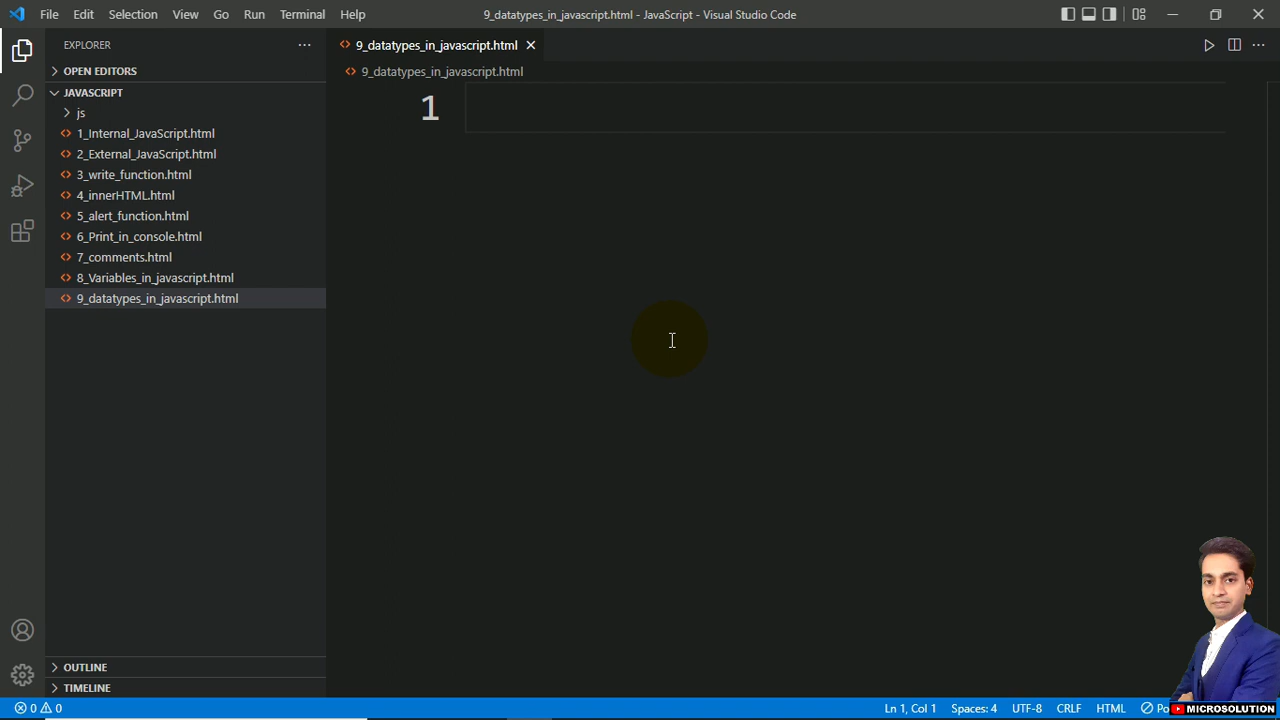 File Edit Selection View Go Run Terminal Help
9_datatypes_in_javascript.html - JavaScript - Visual Studio Code
EXPLORER
OPEN EDITORS
JAVASCRIPT
js
1_Internal_JavaScript.html
2_External_JavaScript.html
3_write_function.html
4_innerHTML.html
5_alert_function.html
6_Print_in_console.html
7_comments.html
8_Variables_in_javascript.html
9_datatypes_in_javascript.html
OUTLINE
TIMELINE
9_datatypes_in_javascript.html
9_datatypes_in_javascript.html
1
0 0
Ln 1, Col 1 Spaces: 4 UTF-8 CRLF HTML
MICROSOLUTION